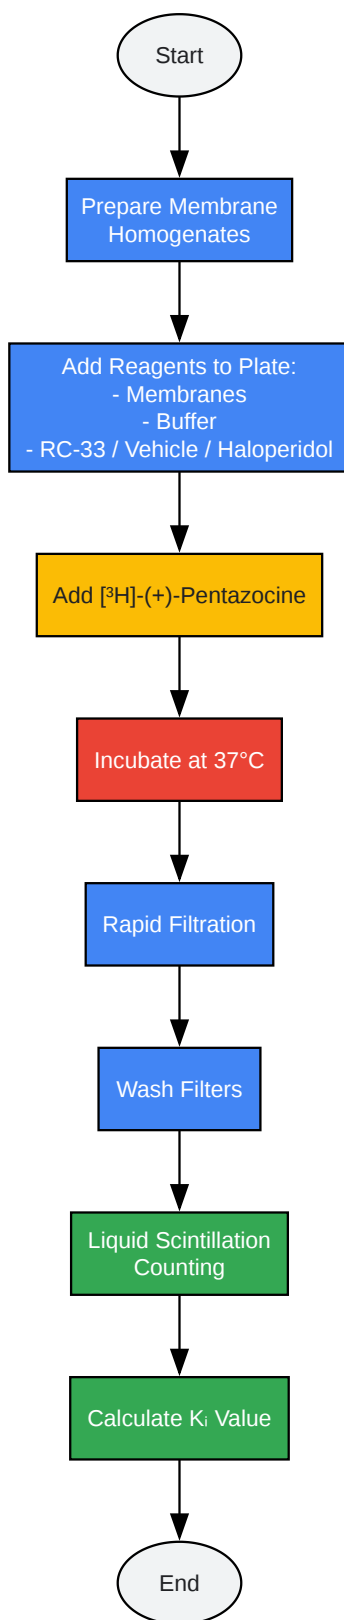 Start
Prepare Membrane
Homogenates
Add Reagents to Plate:
- Membranes
- Buffer
- RC-33 / Vehicle / Haloperidol
Add [³H]-(+)-Pentazocine
Incubate at 37°C
Rapid Filtration
Wash Filters
Liquid Scintillation
Counting
Calculate Kᵢ Value
End